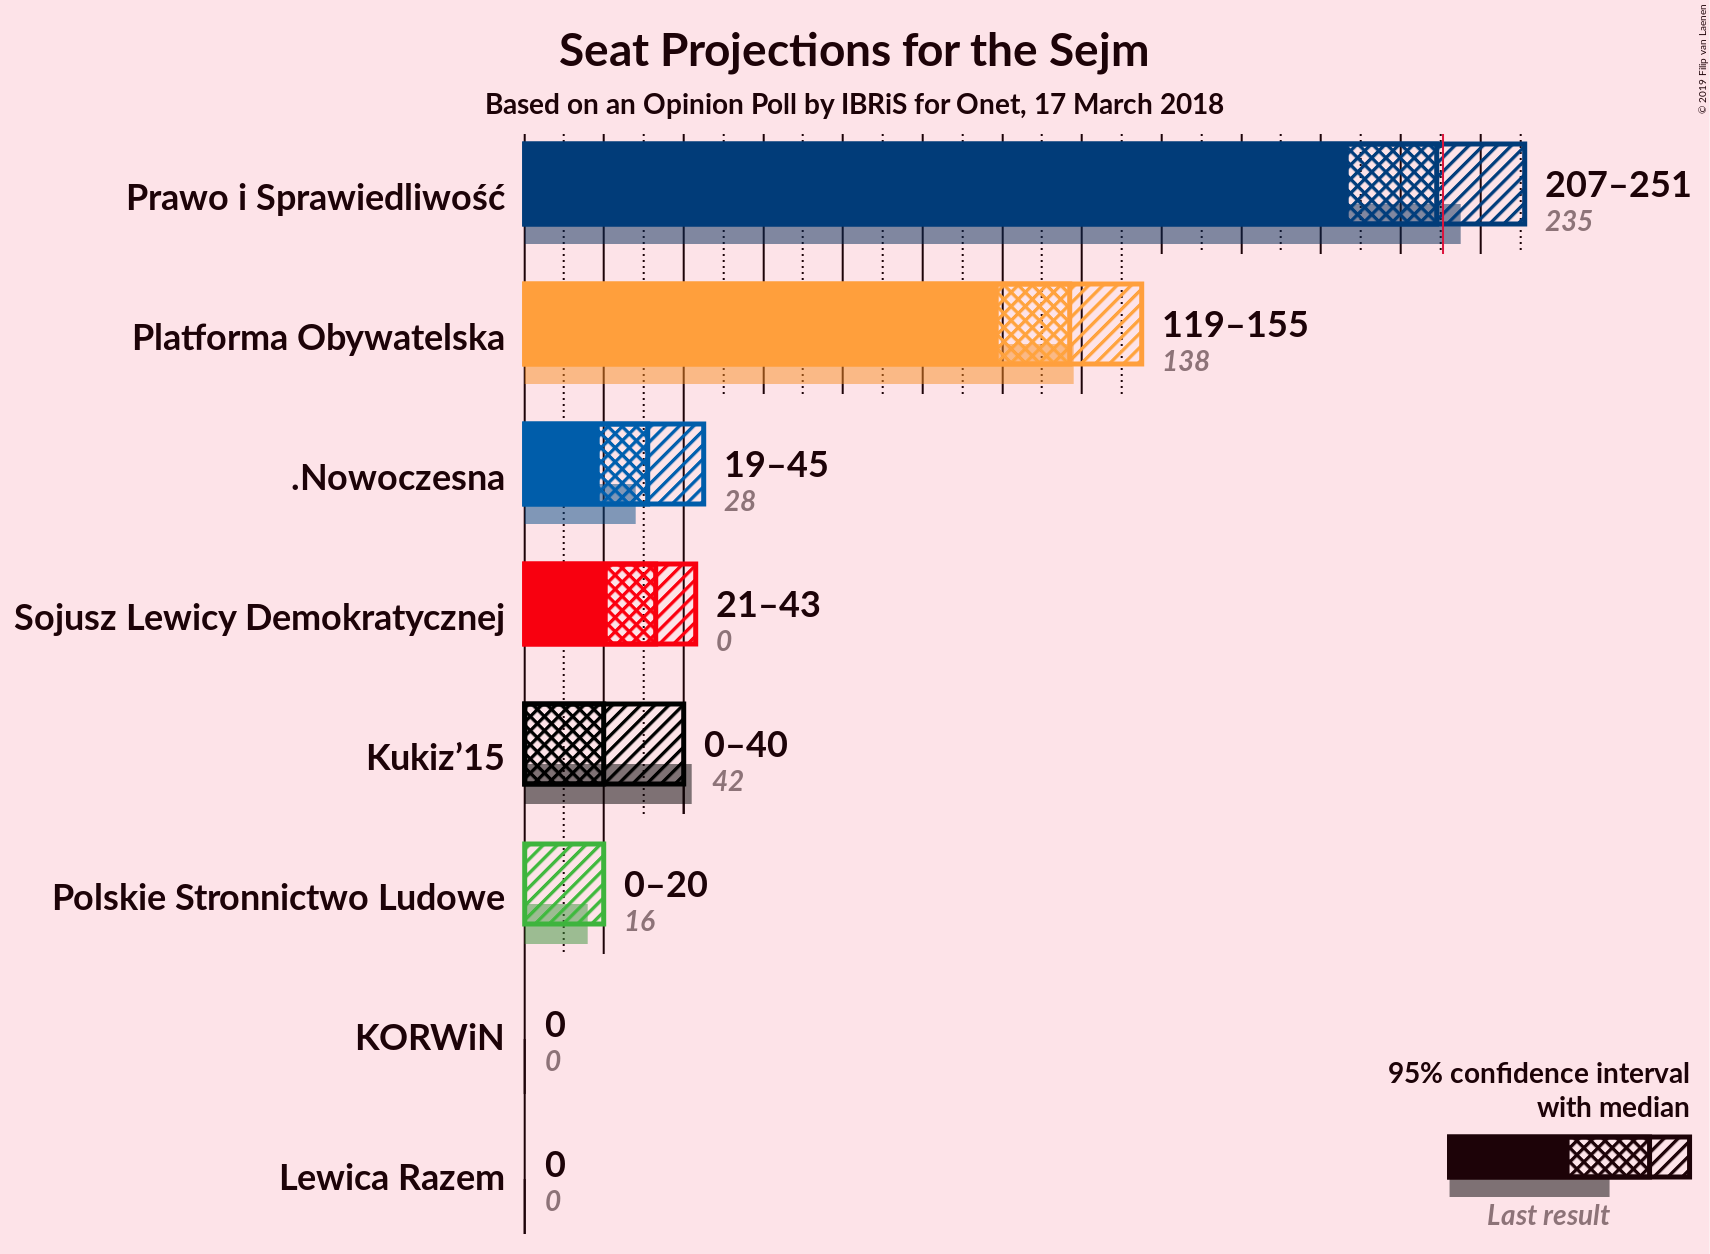 Seat Projections for the Sejm
Based on an Opinion Poll by IBRiS for Onet, 17 March 2018
© 2019 Filip van Laenen
Prawo i Sprawiedliwość
207–251
235
Platforma Obywatelska
119–155
138
.Nowoczesna
19–45
28
Sojusz Lewicy Demokratycznej
21–43
0
Kukiz’15
0–40
42
Polskie Stronnictwo Ludowe
0–20
16
KORWiN
0
0
Lewica Razem
0
0
95% confidence interval
with median
Last result